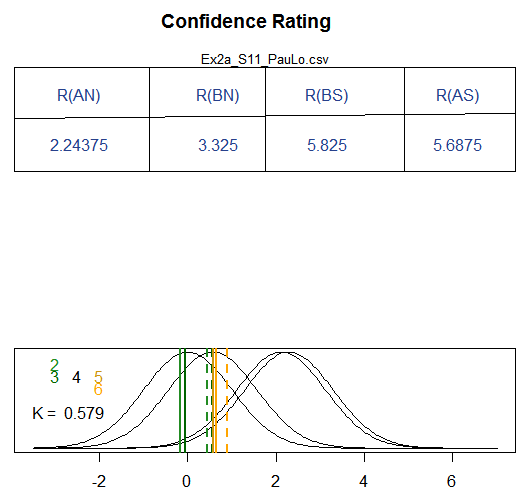 Confidence Rating
Ex2a_S11_PauLo.csv
R(AN) R(BN) R(BS) R(AS)
2.24375 3.325 5.825 5.6875
2
3 4 5
6
K = 0.579
-2 0 2 4 6